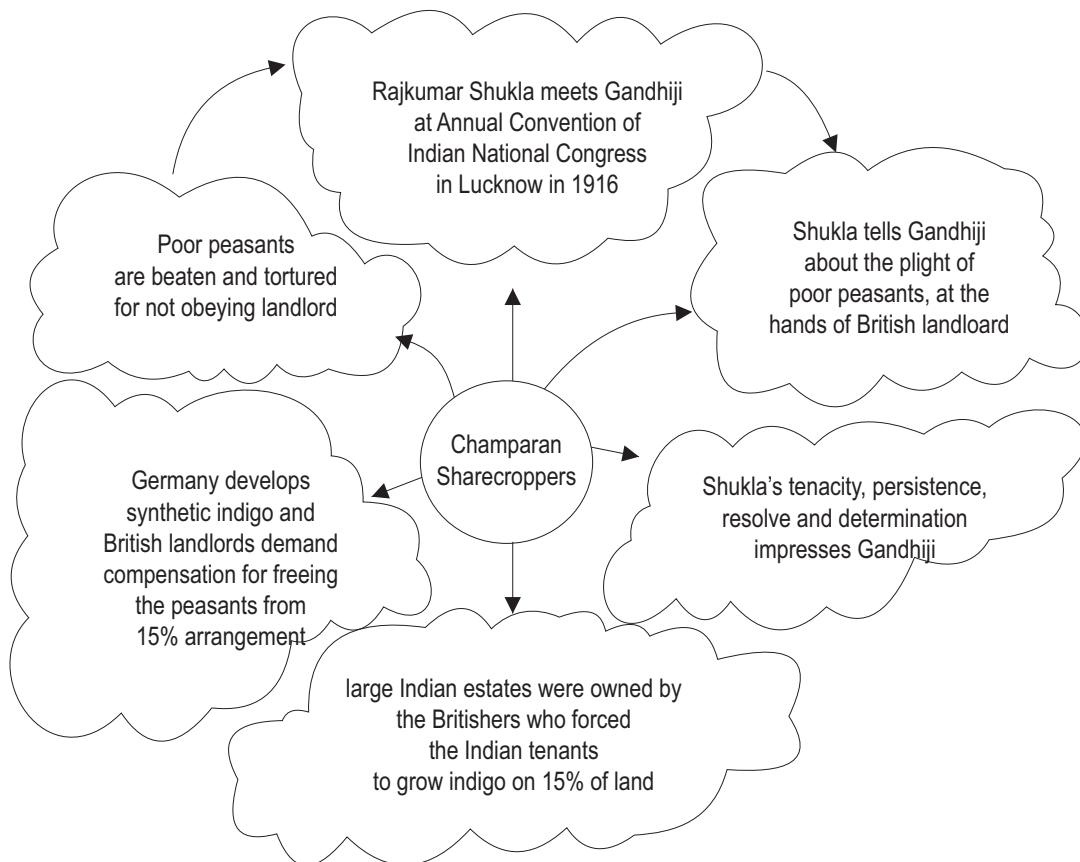 Rajkumar Shukla meets Gandhiji
at Annual Convention of
Indian National Congress
in Lucknow in 1916
Poor peasants
are beaten and tortured
for not obeying landlord
Shukla tells Gandhiji
about the plight of
poor peasants, at the
hands of British landloard
Champaran
Sharecroppers
Germany develops
synthetic indigo and
British landlords demand
compensation for freeing
the peasants from
15% arrangement
Shukla’s tenacity, persistence,
resolve and determination
impresses Gandhiji
large Indian estates were owned by
the Britishers who forced
the Indian tenants
to grow indigo on 15% of land